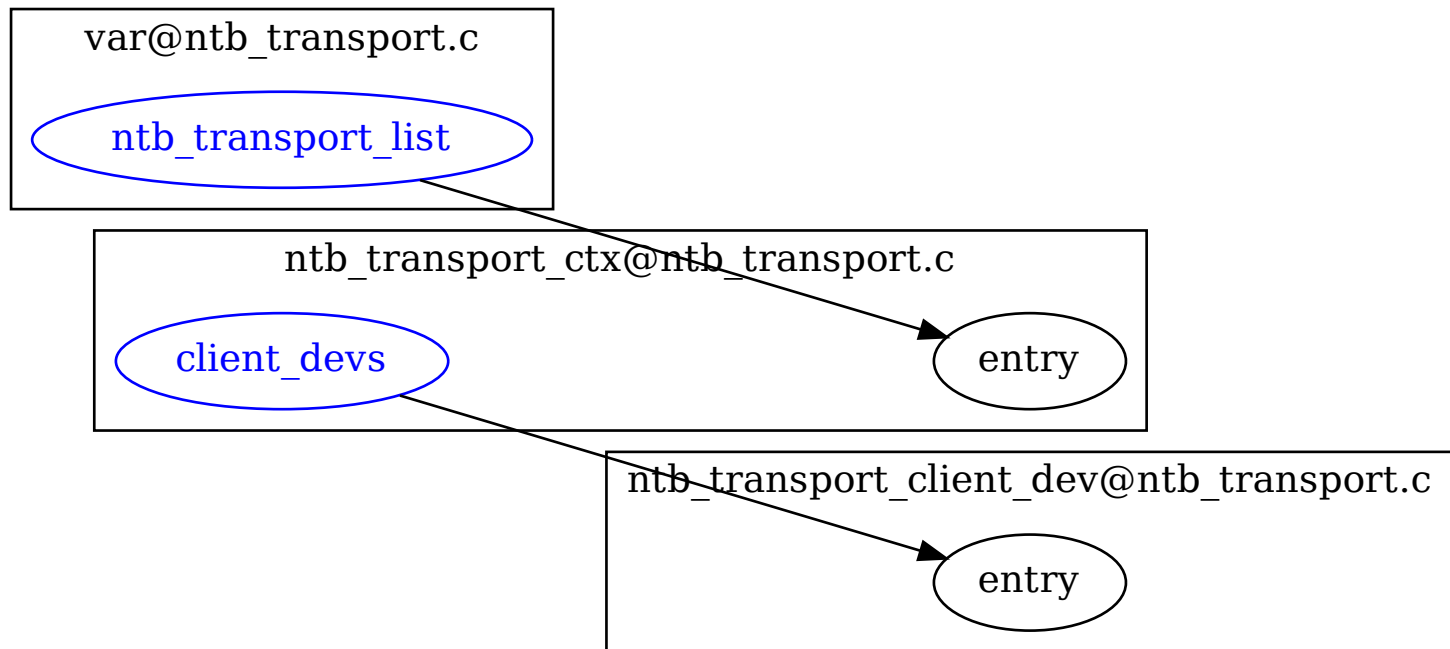 var@ntb_transport.c
ntb_transport_list
ntb_transport_ctx@ntb_transport.c
client_devs
entry
ntb_transport_client_dev@ntb_transport.c
entry